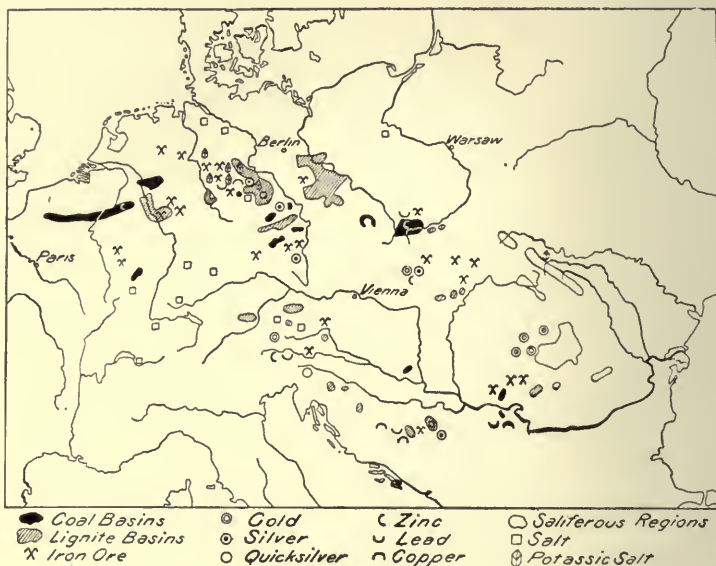 Berlin
Warsaw
Paris
Vienna
Coal Basins Gold Zinc Saliferous Regions
Lignite Basins Silver Lead Salt
Iron Ore Quicksilver Copper Potassic Salt